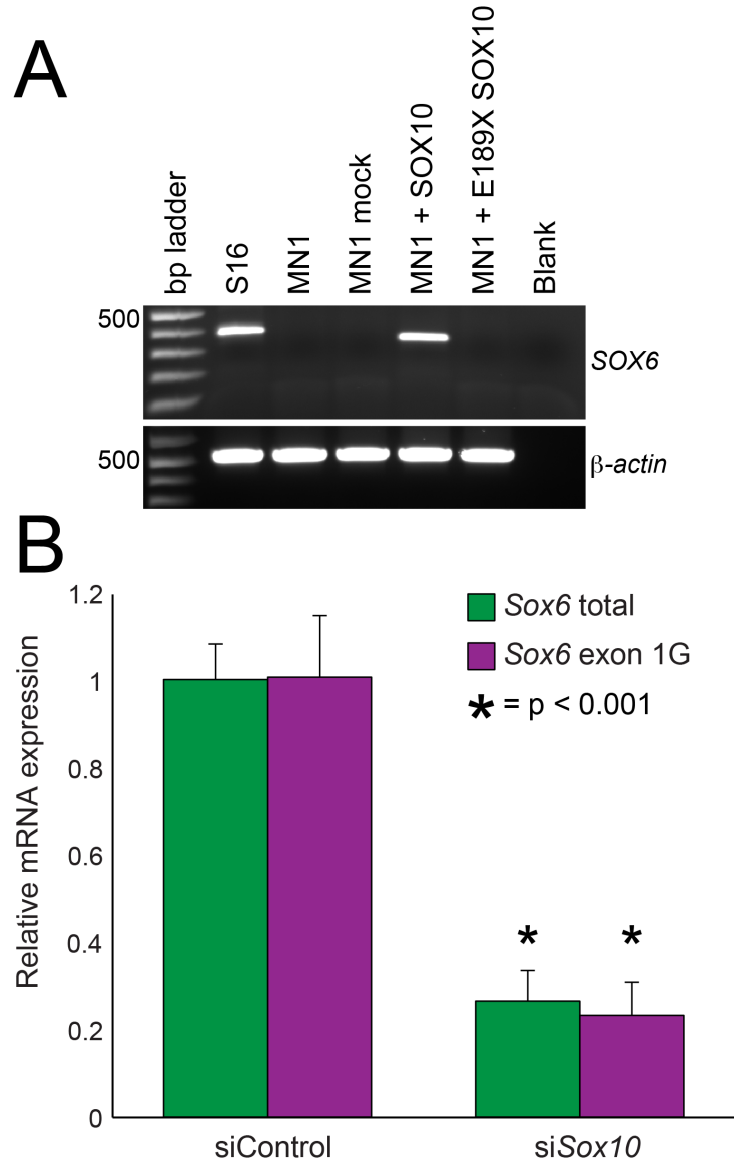 A
bp ladder
S16
MN1
MN1 mock
MN1 + SOX10
MN1 + E189X SOX10
Blank
500
SOX6
500
β-actin
B
Relative mRNA expression
1.2
1
0.8
0.6
0.4
0.2
0
Sox6 total
Sox6 exon 1G
* = p < 0.001
* *
siControl siSox10